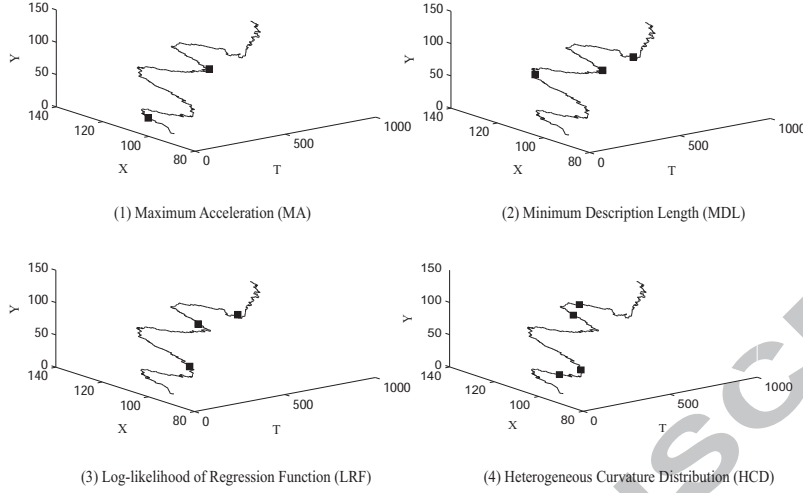 150
100
50
0
Y
140
120
100
80
X
0
500
1000
T
(1) Maximum Acceleration (MA)
150
100
50
0
Y
140
120
100
80
X
0
500
1000
T
(2) Minimum Description Length (MDL)
150
100
50
0
Y
140
120
100
80
X
0
500
1000
T
(3) Log-likelihood of Regression Function (LRF)
150
100
50
0
Y
140
120
100
80
X
0
500
1000
T
(4) Heterogeneous Curvature Distribution (HCD)
USCR